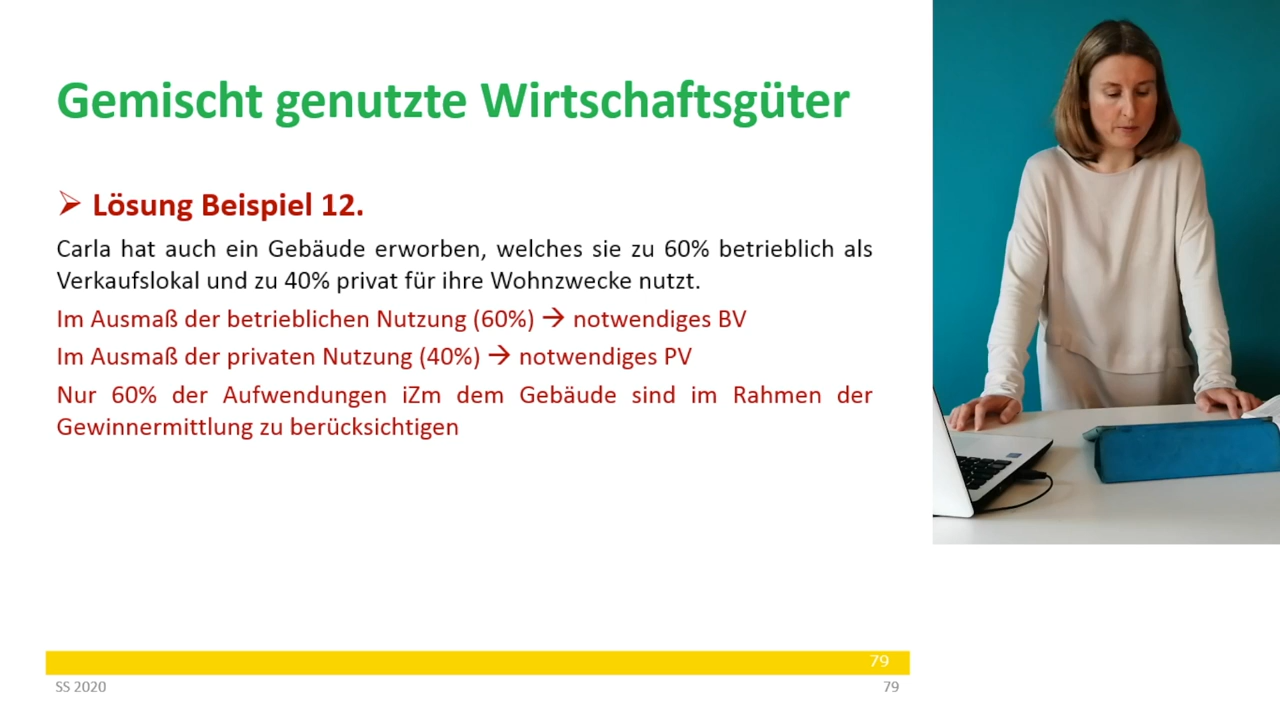 Gemischt genutzte Wirtschaftsgüter
➢ Lösung Beispiel 12.
Carla hat auch ein Gebäude erworben, welches sie zu 60% betrieblich als
Verkaufslokal und zu 40% privat für ihre Wohnzwecke nutzt.
Im Ausmaß der betrieblichen Nutzung (60%) → notwendiges BV
Im Ausmaß der privaten Nutzung (40%) → notwendiges PV
Nur 60% der Aufwendungen iZm dem Gebäude sind im Rahmen der
Gewinnermittlung zu berücksichtigen
79
SS 2020
79